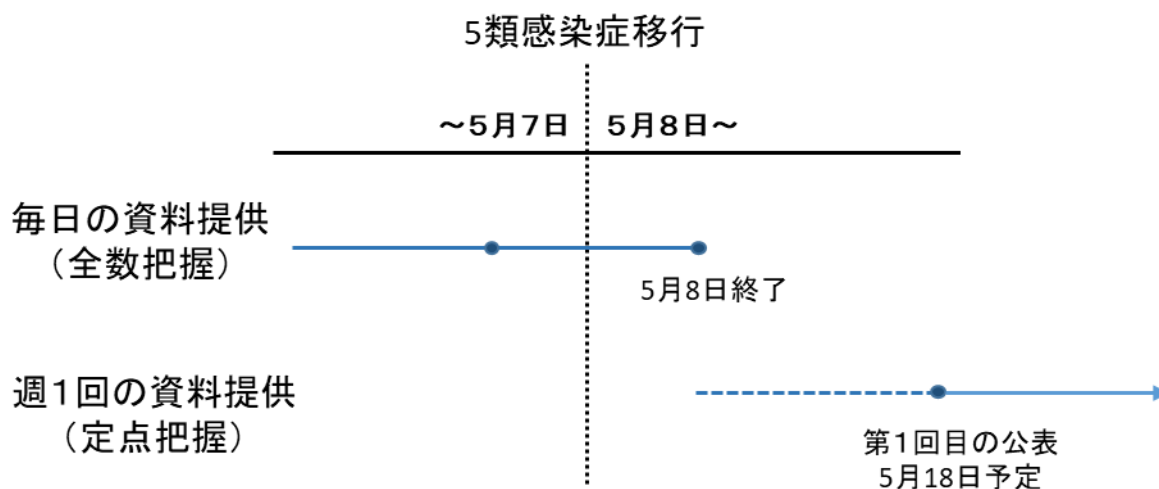 5類感染症移行
～5月7日
5月8日～
毎日の資料提供
（全数把握）
5月8日終了
週1回の資料提供
（定点把握）
第1回目の公表
5月18日予定